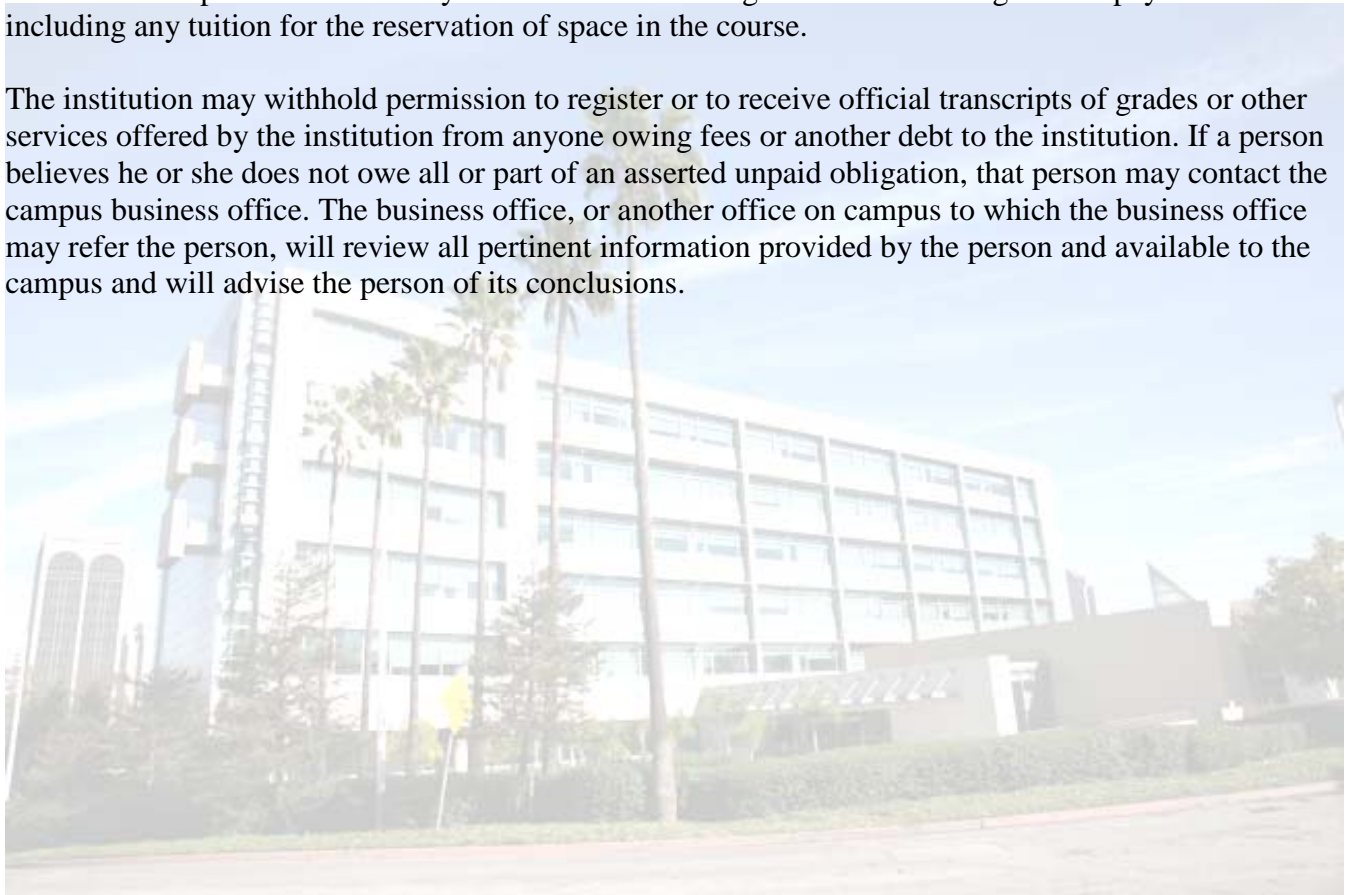 including any tuition for the reservation of space in the course.
The institution may withhold permission to register or to receive official transcripts of grades or other
services offered by the institution from anyone owing fees or another debt to the institution. If a person
believes he or she does not owe all or part of an asserted unpaid obligation, that person may contact the
campus business office. The business office, or another office on campus to which the business office
may refer the person, will review all pertinent information provided by the person and available to the
campus and will advise the person of its conclusions.